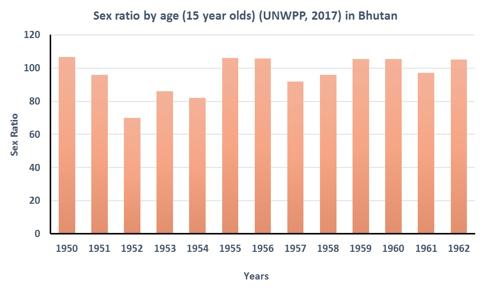 Sex ratio by age (15 year olds) (UNWPP, 2017) in Bhutan
120
100
80
60
40
20
0
Sex Ratio
1950 1951 1952 1953 1954 1955 1956 1957 1958 1959 1960 1961 1962
Years